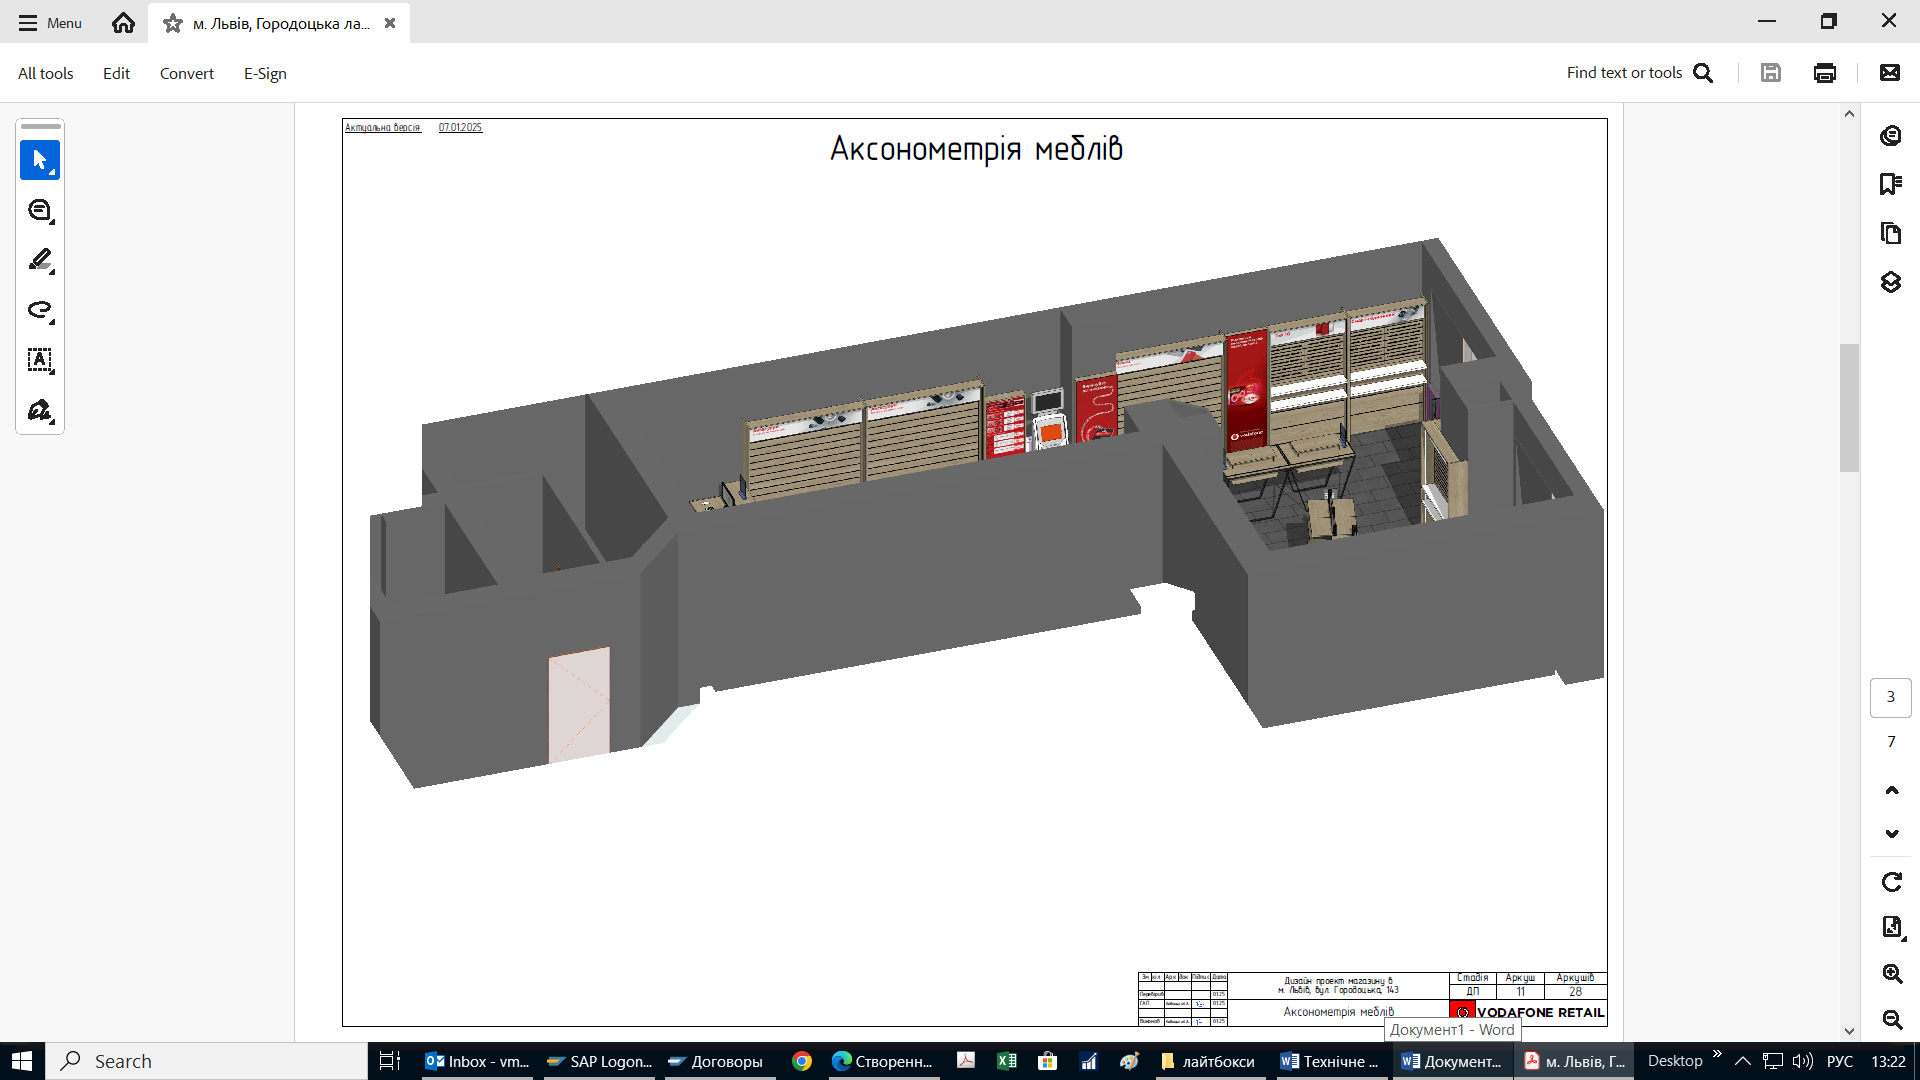 Menu
м. Львів, Городоцька ла...
All tools
Edit
Convert
E-Sign
Find text or tools
Актуальна версія 07.01.2025
Аксонометрія меблів
vodafone
3
7
Дизайн проект магазину в
м. Львів, вул. Городоцька, 143
Стадія
Аркуш
Аркушів
ДП
11
28
Аксонометрія меблів
VODAFONE RETAIL
Документ1 - Word
Search
Inbox - vm...
SAP Logon...
Договоры
Створенн...
лайтбокси
Технічне ...
Документ...
м. Львів, Г...
Desktop
РУС
13:22